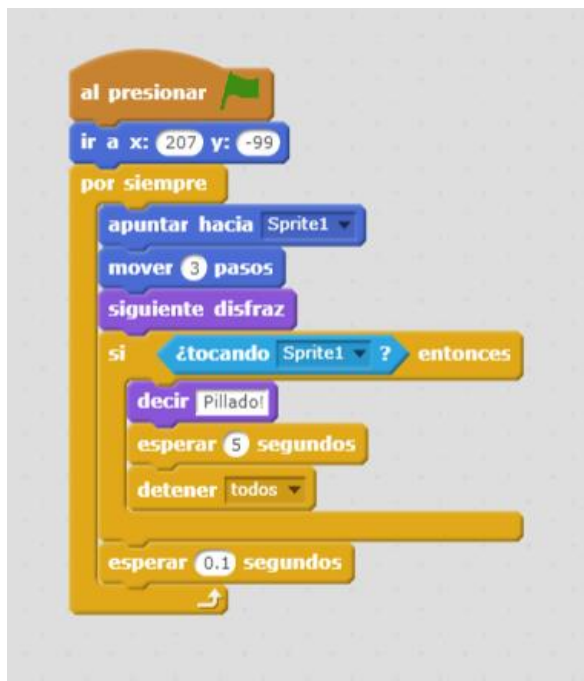 al presionar
ir a x: 207 y: -99
por siempre
apuntar hacia Sprite1
mover 3 pasos
siguiente disfraz
si ¿tocando Sprite1 ? entonces
decir Pillado!
esperar 5 segundos
detener todos
esperar 0.1 segundos